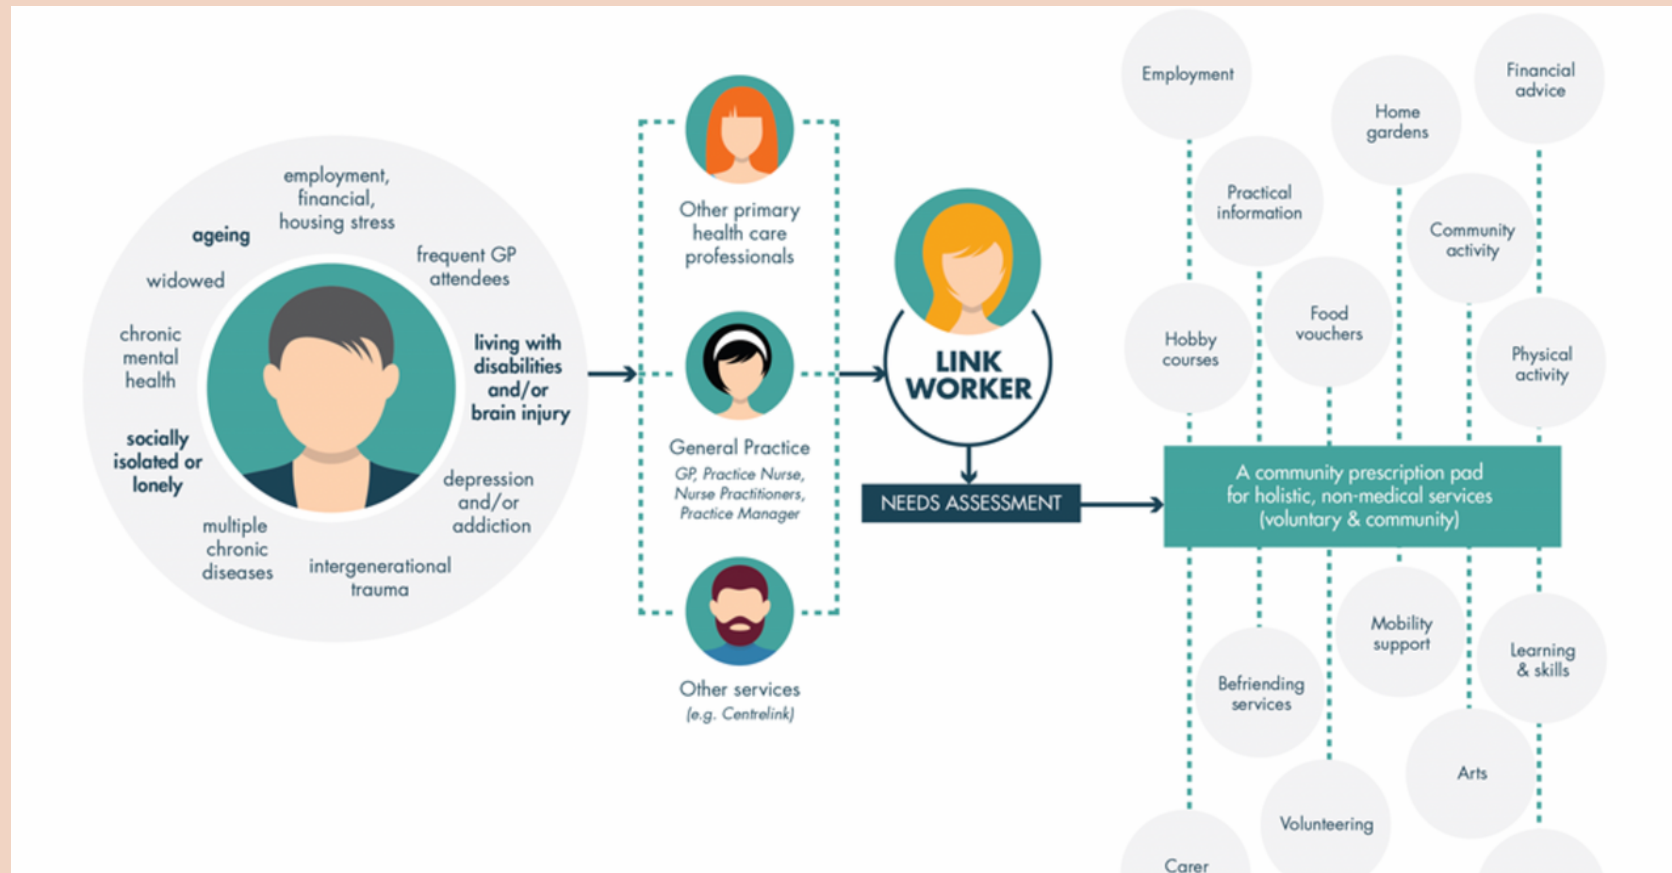 employment,
financial,
housing stress
ageing
frequent GP
attendees
widowed
chronic
mental
health
living with
disabilities
and/or
brain injury
socially
isolated or
lonely
depression
and/or
addiction
multiple
chronic
diseases
intergenerational
trauma
Other primary
health care
professionals
General Practice
GP, Practice Nurse,
Nurse Practitioners,
Practice Manager
Other services
(e.g. Centrelink)
LINK
WORKER
NEEDS ASSESSMENT
Employment
Financial
advice
Home
gardens
Practical
information
Community
activity
Food
vouchers
Hobby
courses
Physical
activity
A community prescription pad
for holistic, non-medical services
(voluntary & community)
Mobility
support
Learning
& skills
Befriending
services
Arts
Volunteering
Carer